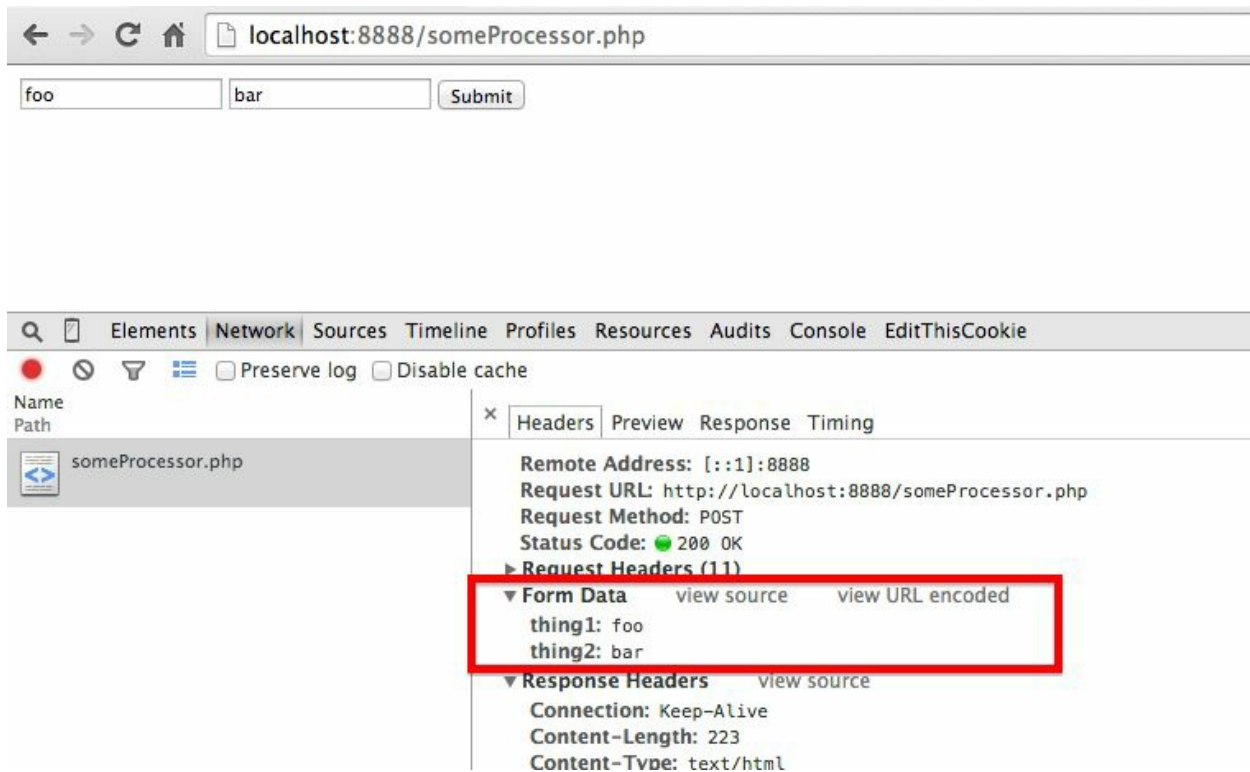 localhost:8888/someProcessor.php
foo bar Submit
Elements Network Sources Timeline Profiles Resources Audits Console EditThisCookie
Preserve log Disable cache
Name
Path
someProcessor.php
× Headers Preview Response Timing
Remote Address: [::1]:8888
Request URL: http://localhost:8888/someProcessor.php
Request Method: POST
Status Code: 200 OK
Request Headers (11)
Form Data view source view URL encoded
thing1: foo
thing2: bar
Response Headers view source
Connection: Keep-Alive
Content-Length: 223
Content-Type: text/html